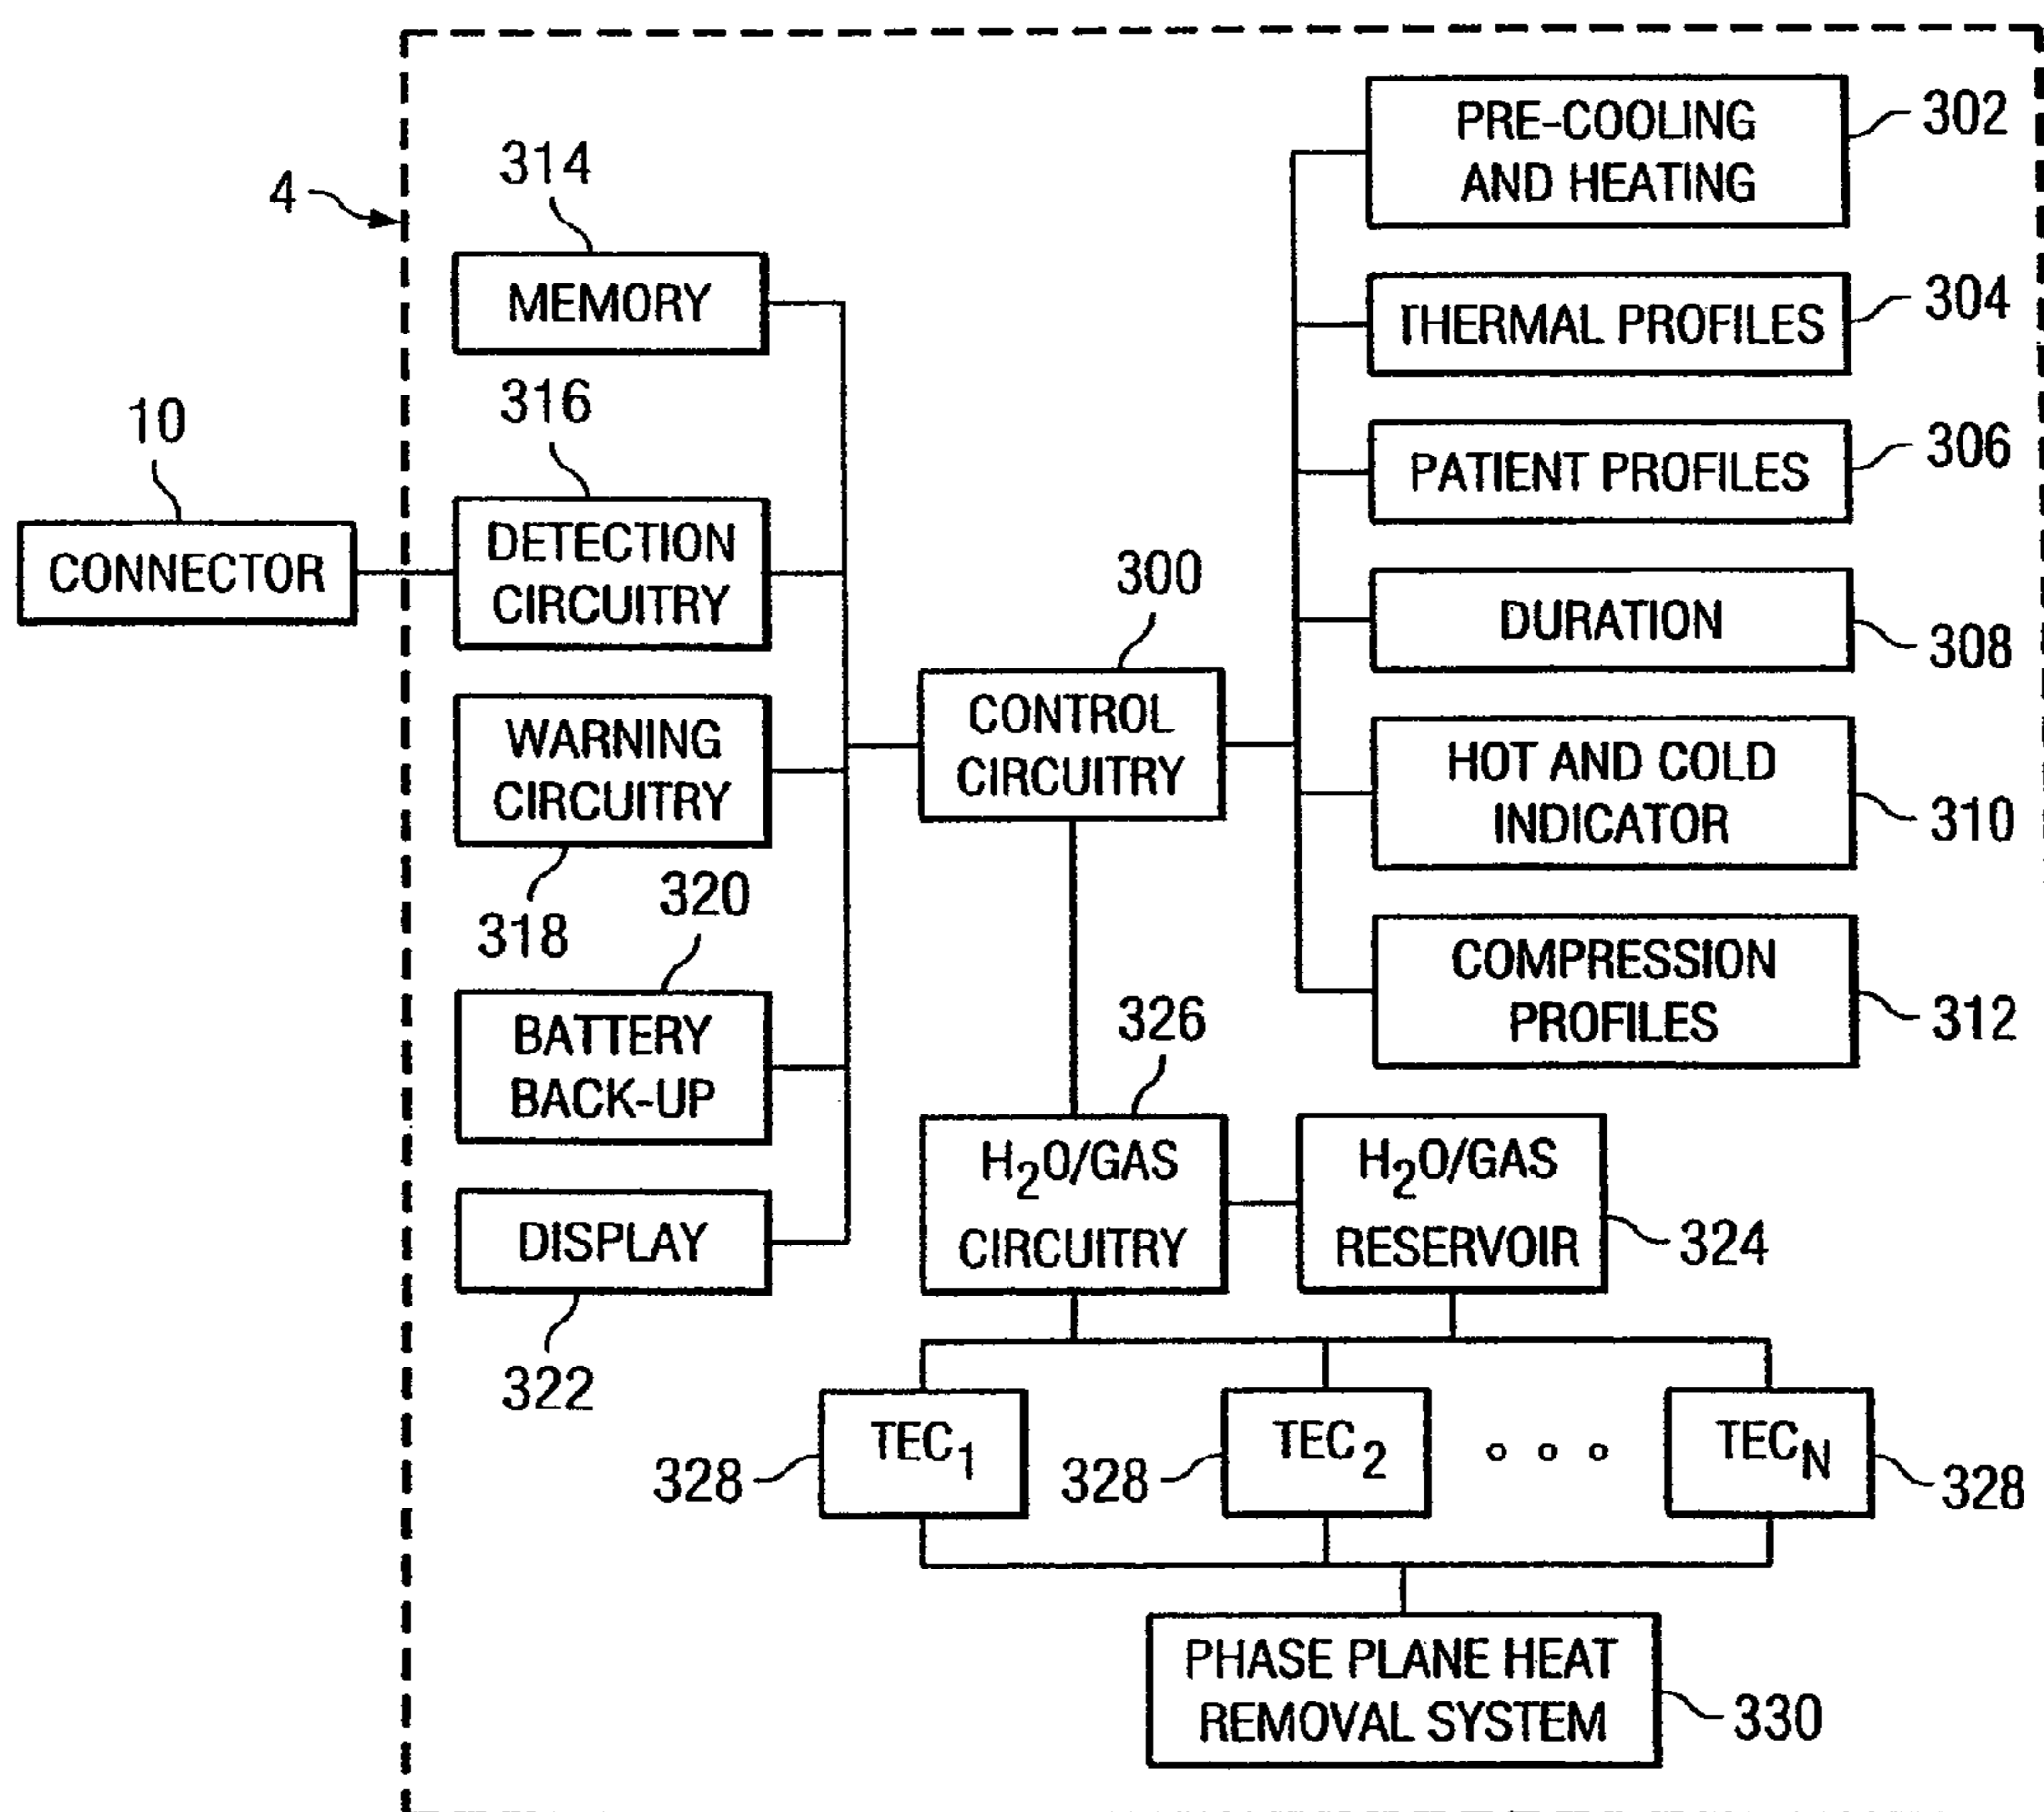 4
314
MEMORY
10
CONNECTOR
316
DETECTION
CIRCUITRY
WARNING
CIRCUITRY
318
320
BATTERY
BACK-UP
DISPLAY
322
300
CONTROL
CIRCUITRY
PRE-COOLING
AND HEATING
302
THERMAL PROFILES
304
PATIENT PROFILES
306
DURATION
308
HOT AND COLD
INDICATOR
310
COMPRESSION
PROFILES
312
326
H₂O/GAS
CIRCUITRY
H₂O/GAS
RESERVOIR
324
TEC₁
328
TEC₂
328
TEC_N
328
PHASE PLANE HEAT
REMOVAL SYSTEM
330